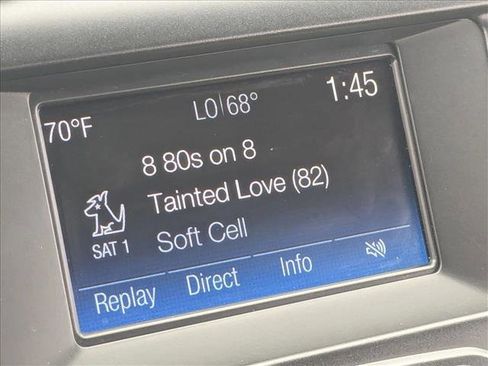 70°F LO|68° 1:45
8 80s on 8
Tainted Love (82)
SAT 1 Soft Cell
Replay Direct Info